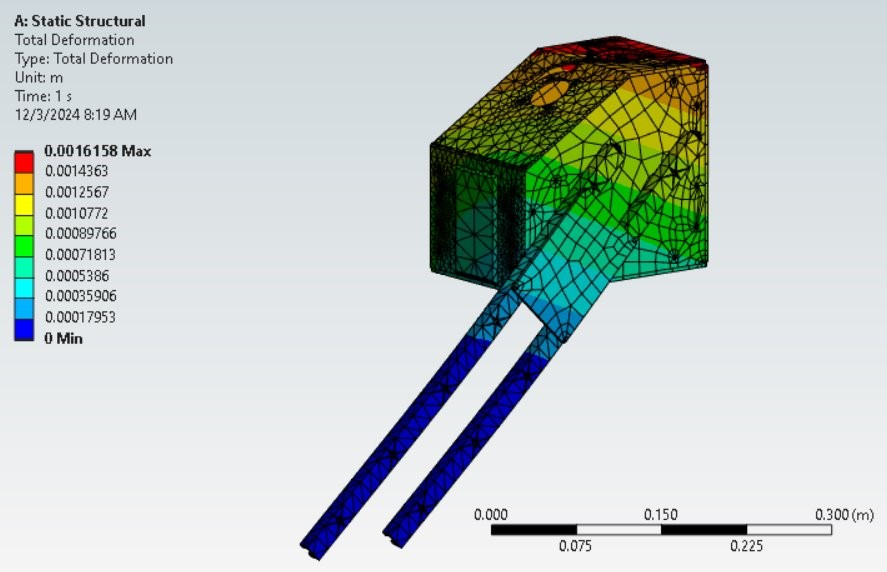 A: Static Structural
Total Deformation
Type: Total Deformation
Unit: m
Time: 1 s
12/3/2024 8:19 AM
0.0016158 Max
0.0014363
0.0012567
0.0010772
0.00089766
0.00071813
0.0005386
0.00035906
0.00017953
0 Min
0.000 0.150 0.300 (m)
0.075 0.225